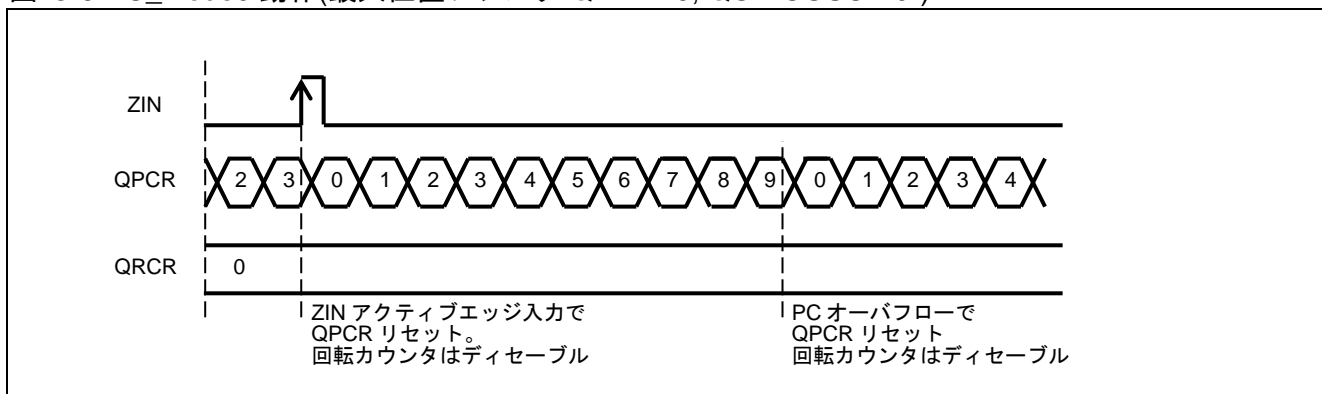 ZIN
QPCR 2 3 0 1 2 3 4 5 6 7 8 9 0 1 2 3 4
QRCR 0
ZIN アクティブエッジ入力で
QPCR リセット。
回転カウンタはディセーブル
PC オーバフローで
QPCR リセット
回転カウンタはディセーブル